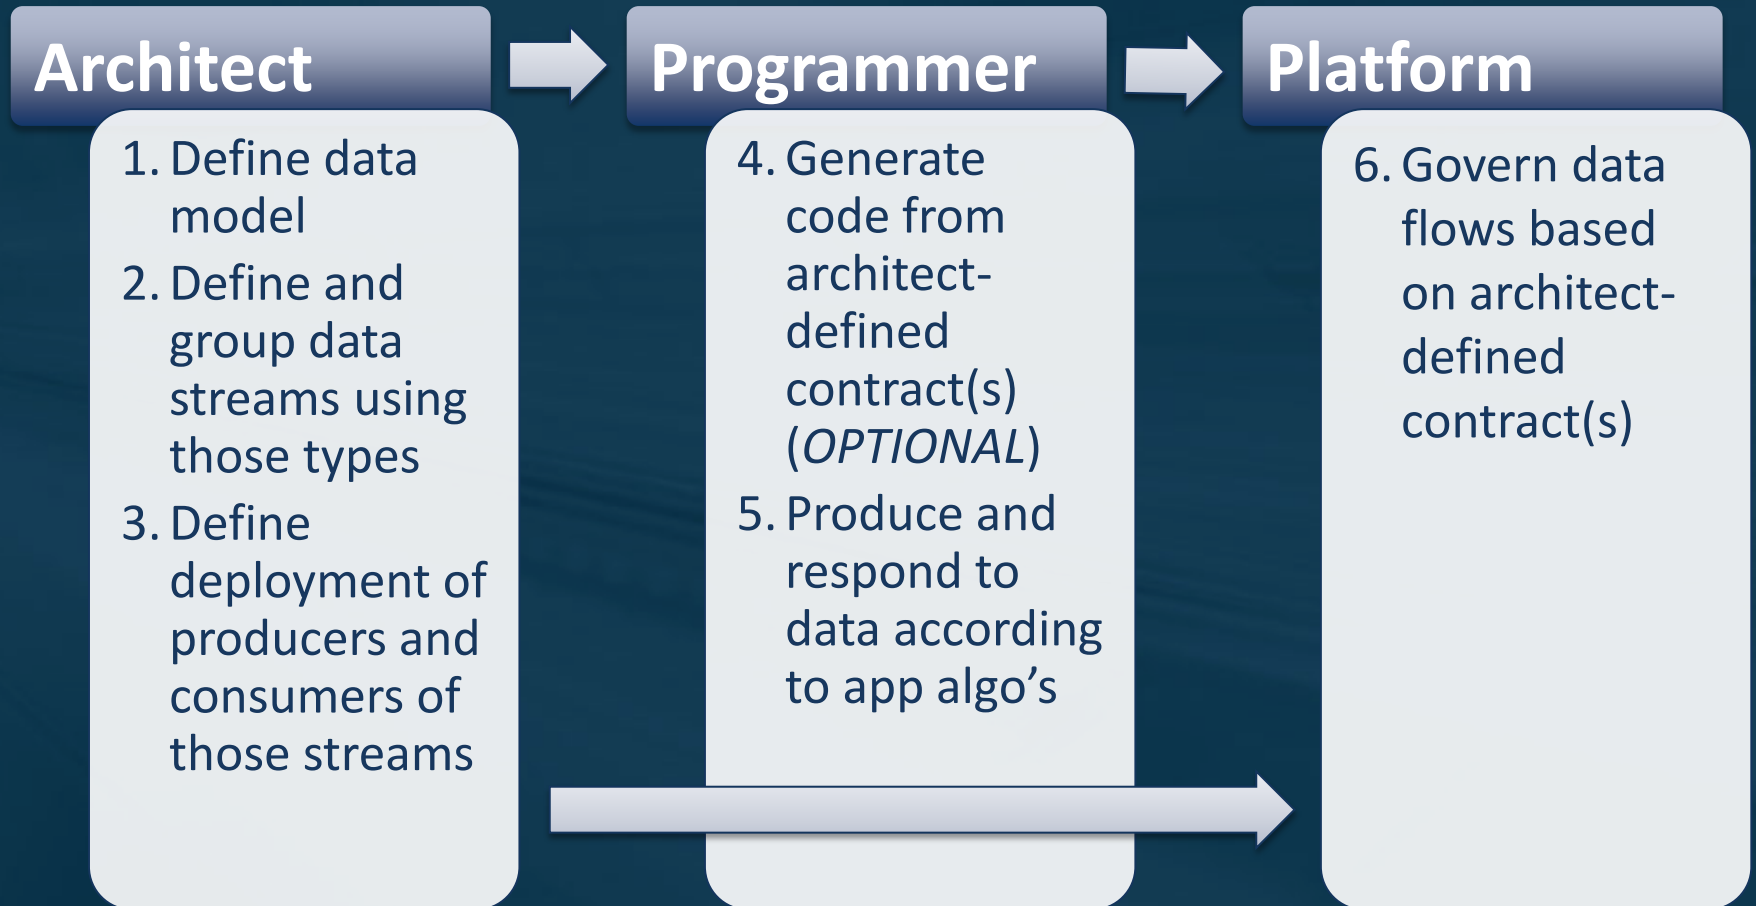 Architect
1. Define data
model
2. Define and
group data
streams using
those types
3. Define
deployment of
producers and
consumers of
those streams
Programmer
4. Generate
code from
architect-
defined
contract(s)
(OPTIONAL)
5. Produce and
respond to
data according
to app algo’s
Platform
6. Govern data
flows based
on architect-
defined
contract(s)